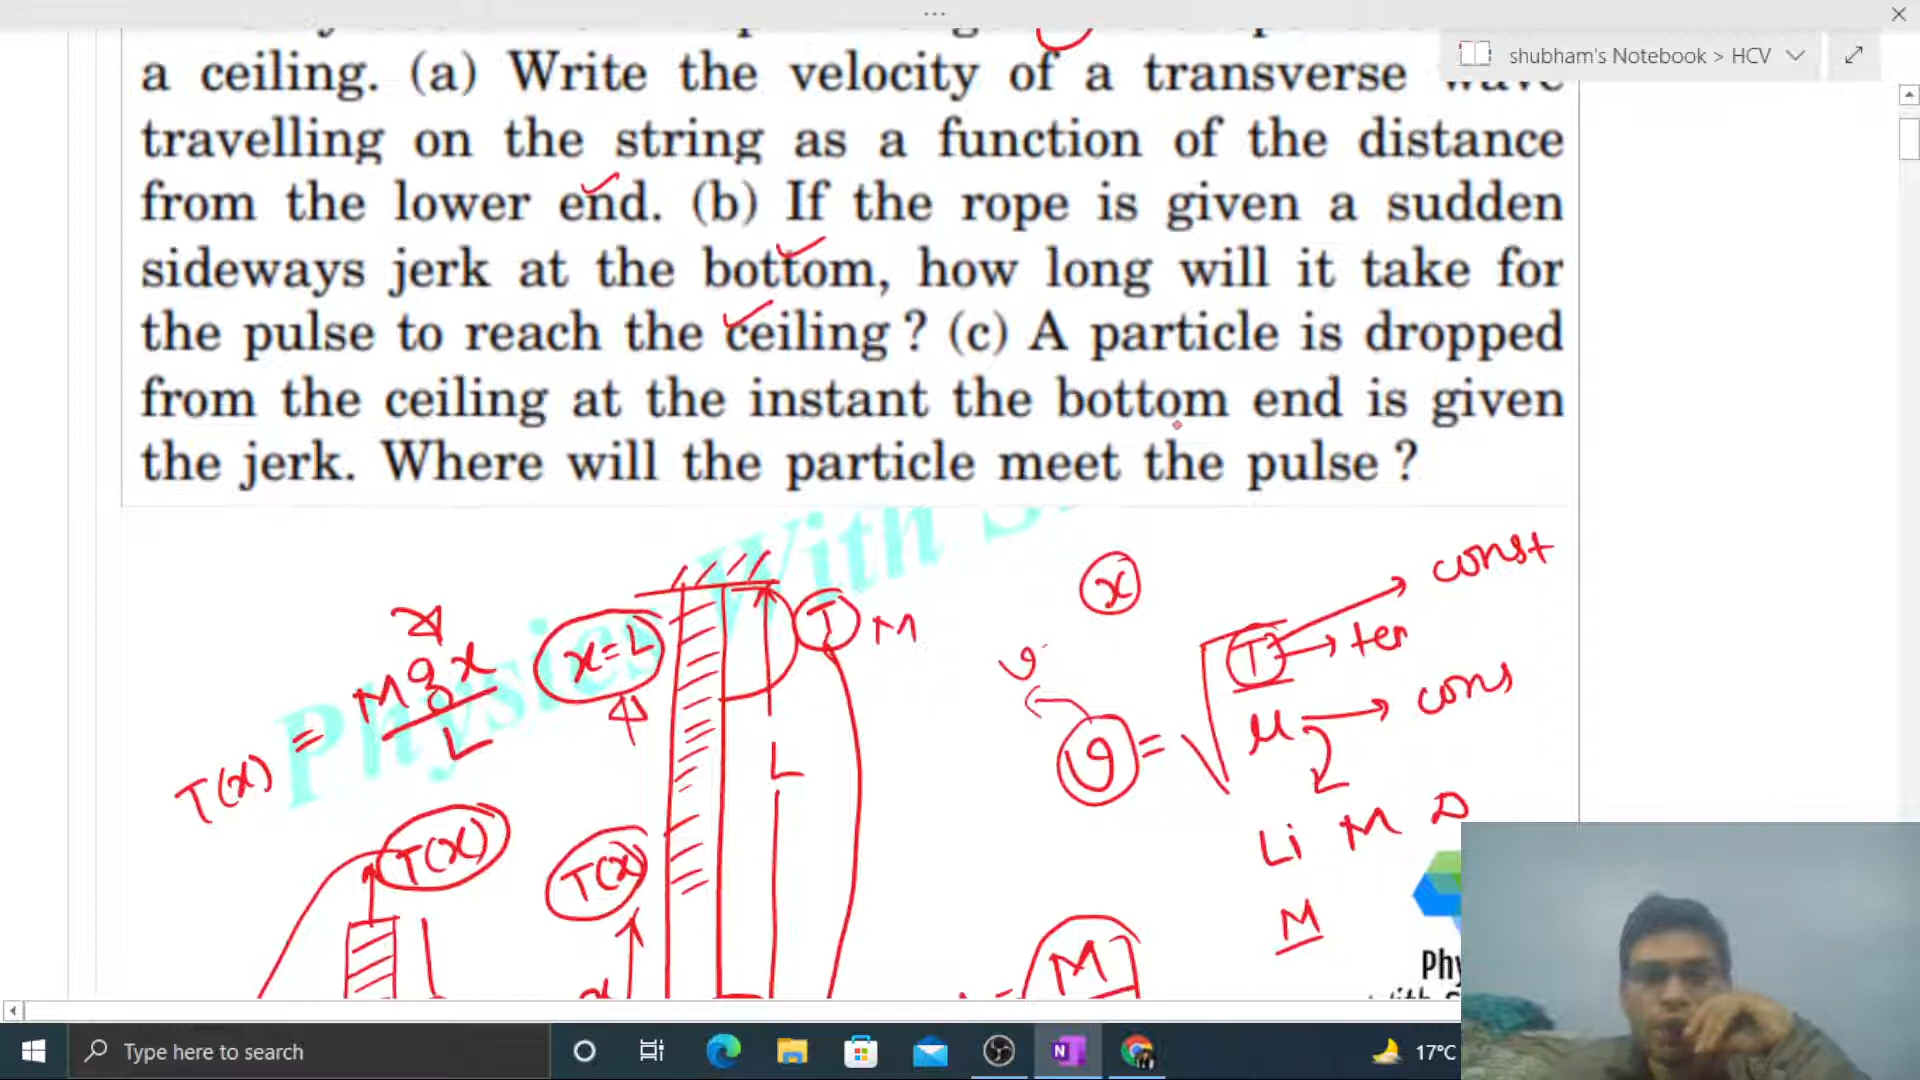 ...
shubham's Notebook > HCV
a ceiling. (a) Write the velocity of a transverse wave
travelling on the string as a function of the distance
from the lower end. (b) If the rope is given a sudden
sideways jerk at the bottom, how long will it take for
the pulse to reach the ceiling ? (c) A particle is dropped
from the ceiling at the instant the bottom end is given
the jerk. Where will the particle meet the pulse ?
Physics With S
T(x) = Mgx / L
x=L
T
M
x
v
v = √ T / μ
const
ten
cons
Li M D
M
L
T(x)
T(x)
x
M
Phy
Type here to search
17°C